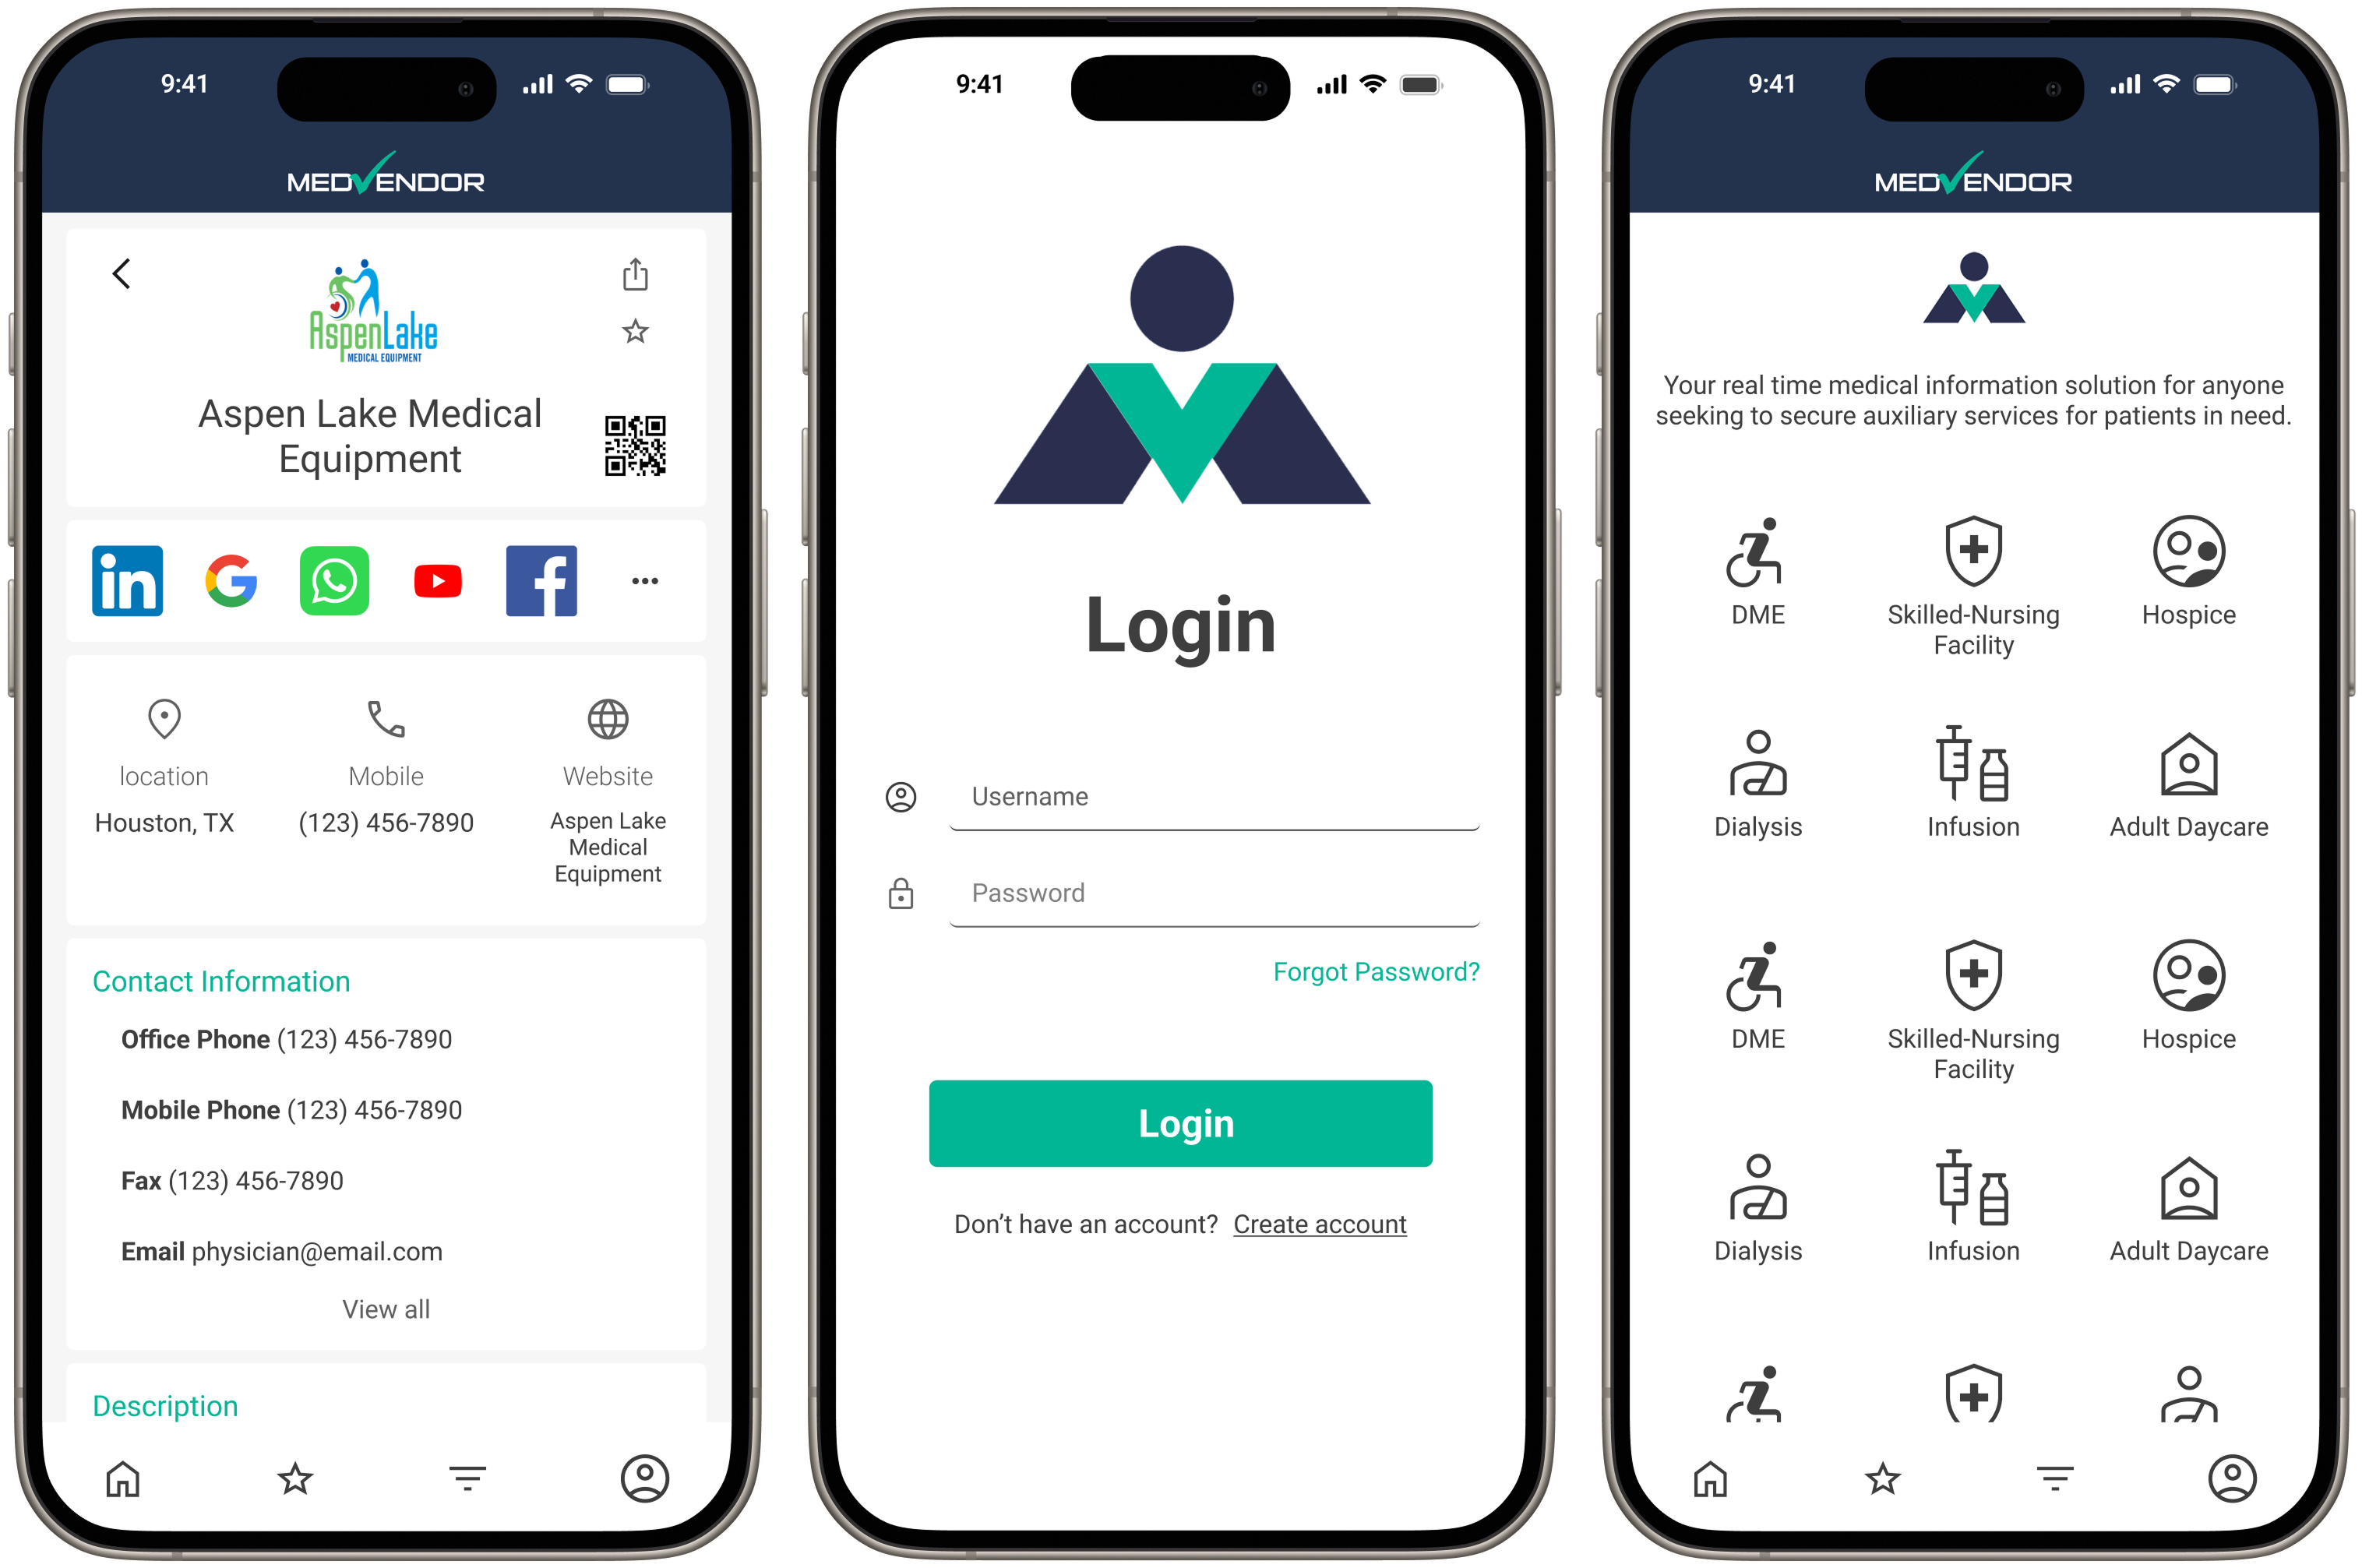 9:41
MEDVENDOR
AspenLake
MEDICAL EQUIPMENT
Aspen Lake Medical
Equipment
in
G
f
location
Mobile
Website
Houston, TX
(123) 456-7890
Aspen Lake
Medical
Equipment
Contact Information
Office Phone (123) 456-7890
Mobile Phone (123) 456-7890
Fax (123) 456-7890
Email physician@email.com
View all
Description
9:41
Login
Username
Password
Forgot Password?
Login
Don’t have an account? Create account
9:41
MEDVENDOR
Your real time medical information solution for anyone
seeking to secure auxiliary services for patients in need.
DME
Skilled-Nursing
Facility
Hospice
Dialysis
Infusion
Adult Daycare
DME
Skilled-Nursing
Facility
Hospice
Dialysis
Infusion
Adult Daycare